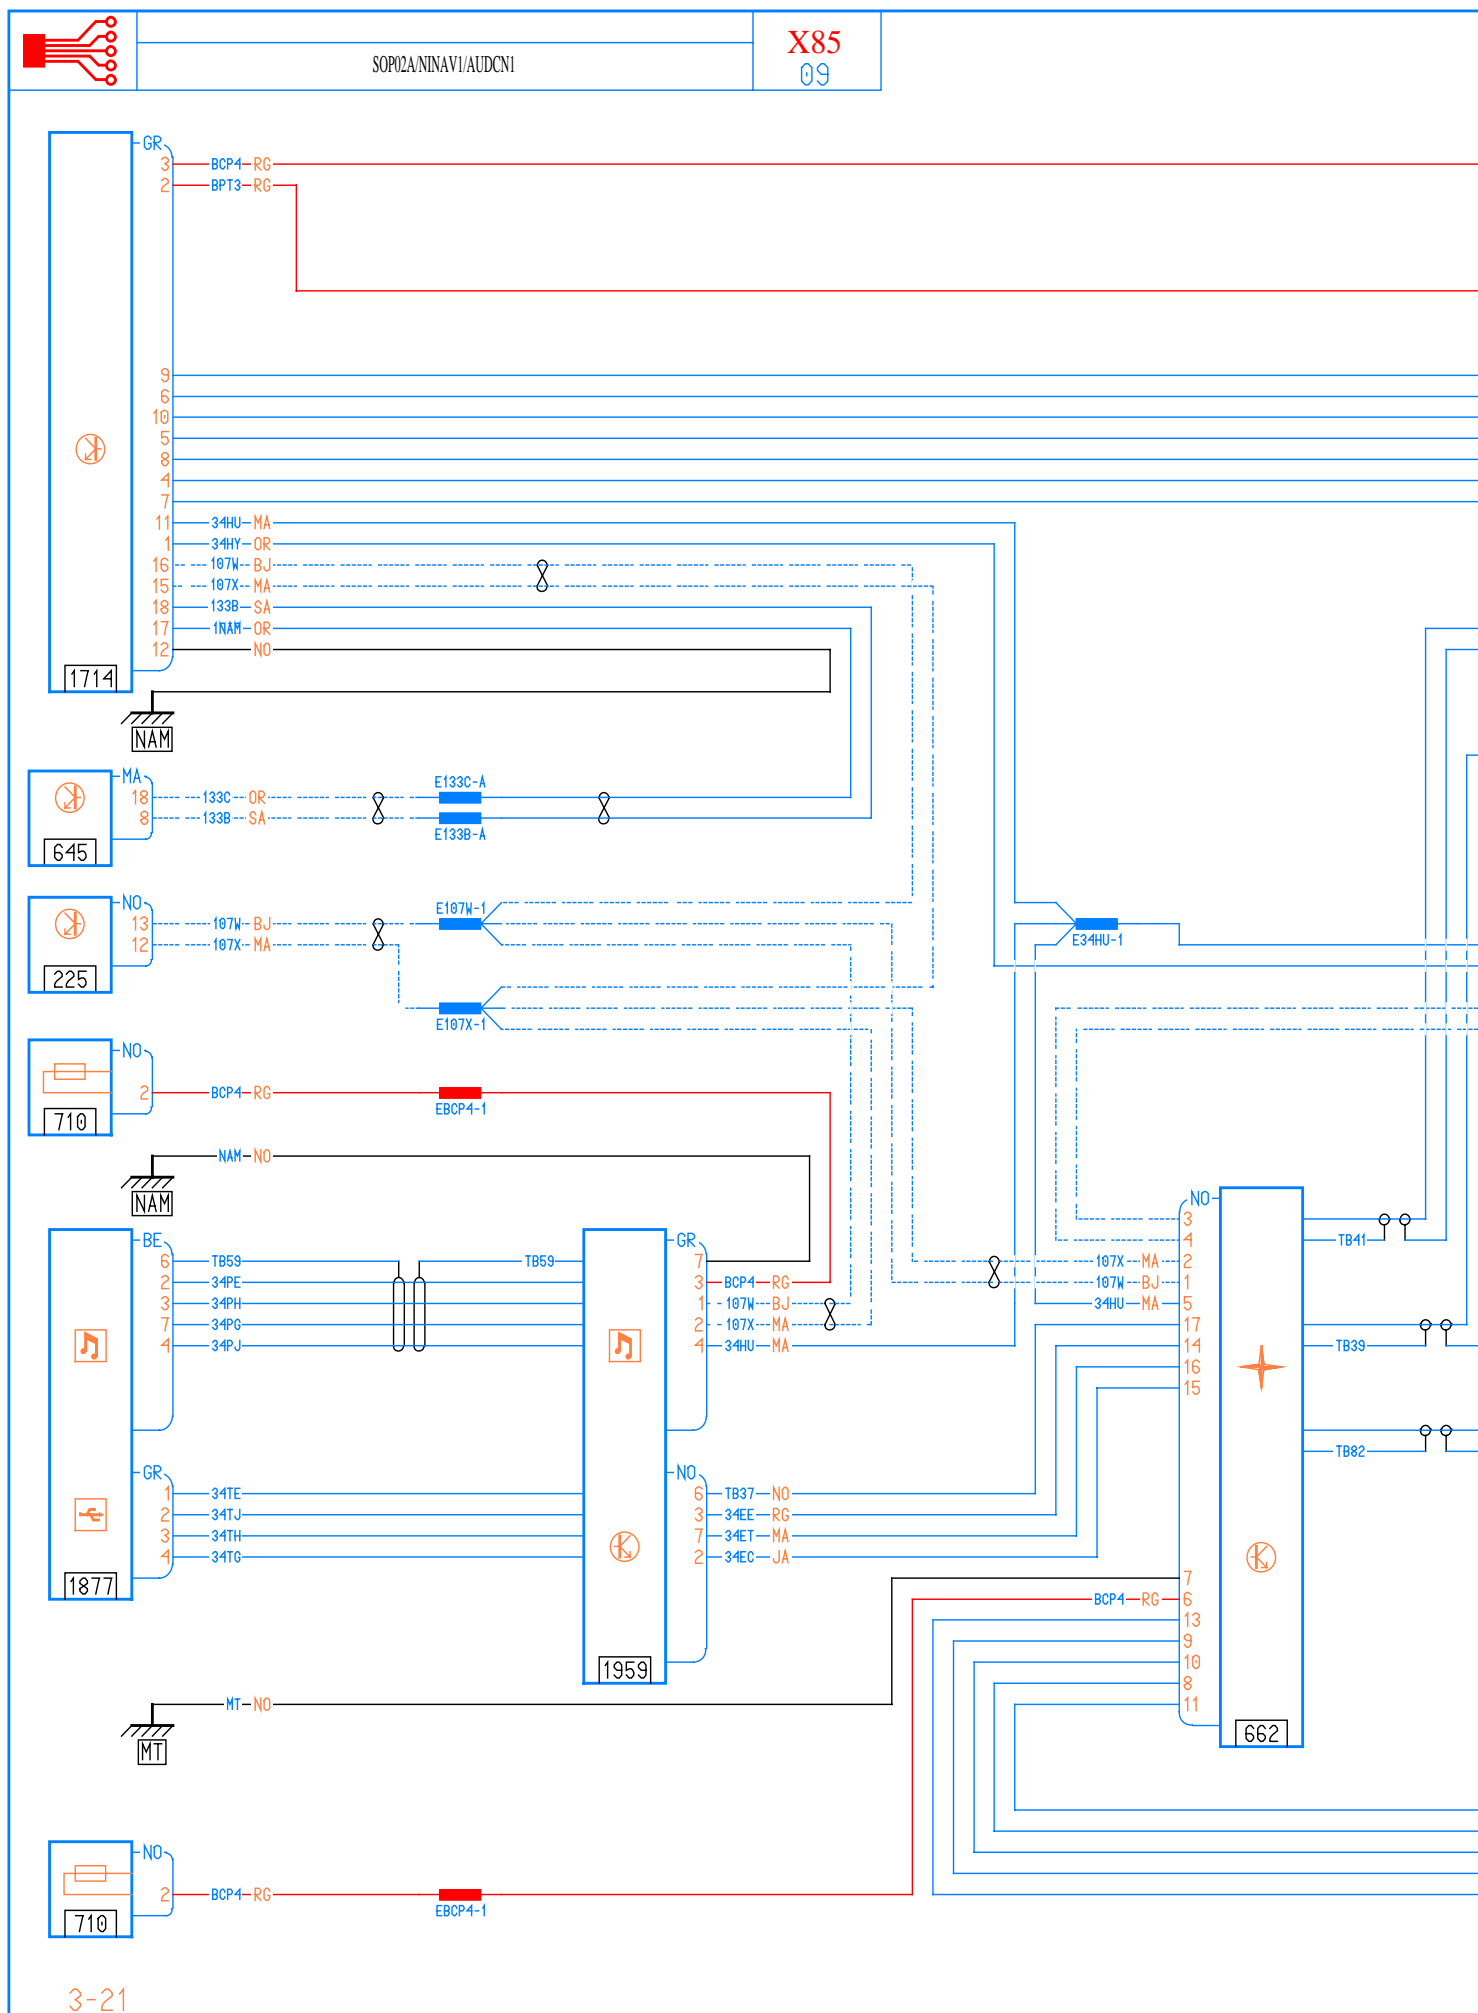 X85
SOP02A/NINAV1/AUDCN1
09
GR
3 BCP4 RG
2 BPT3 RG
9
6
10
5
8
4
7
11 34HU MA
1 34HY OR
16 107W BJ
15 107X MA
18 133B SA
17 1NAM OR
12 NO
1714
NAM
MA
E133C-A
18 133C OR
8 133B SA
E133B-A
645
NO
E107W-1
13 107W BJ
12 107X MA
E34HU-1
225
E107X-1
NO
2 BCP4 RG
EBCP4-1
710
NAM NO
NAM
NO
3
BE
GR
4 TB41
6 TB59 TB59 7
107X MA 2
2 34PE
3 BCP4 RG
107W BJ 1
3 34PH
1 107W BJ
34HU MA 5
7 34PG
2 107X MA
17
4 34PJ
4 34HU MA
14 TB39
16
15
TB82
GR
NO
1 34TE
6 TB37 NO
2 34TJ
3 34EE RG
3 34TH
7 34ET MA
4 34TG
2 34EC JA
1877
7
BCP4 RG 6
13
9
10
1959
8
MT NO
11
662
MT
NO
2 BCP4 RG
EBCP4-1
710
3-21